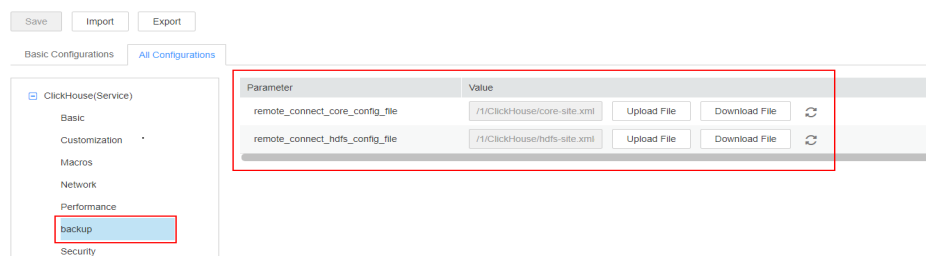 Save Import Export
Basic Configurations All Configurations
ClickHouse(Service)
Basic
Customization
Macros
Network
Performance
backup
Security
Parameter Value
remote_connect_core_config_file /1/ClickHouse/core-site.xml Upload File Download File
remote_connect_hdfs_config_file /1/ClickHouse/hdfs-site.xml Upload File Download File